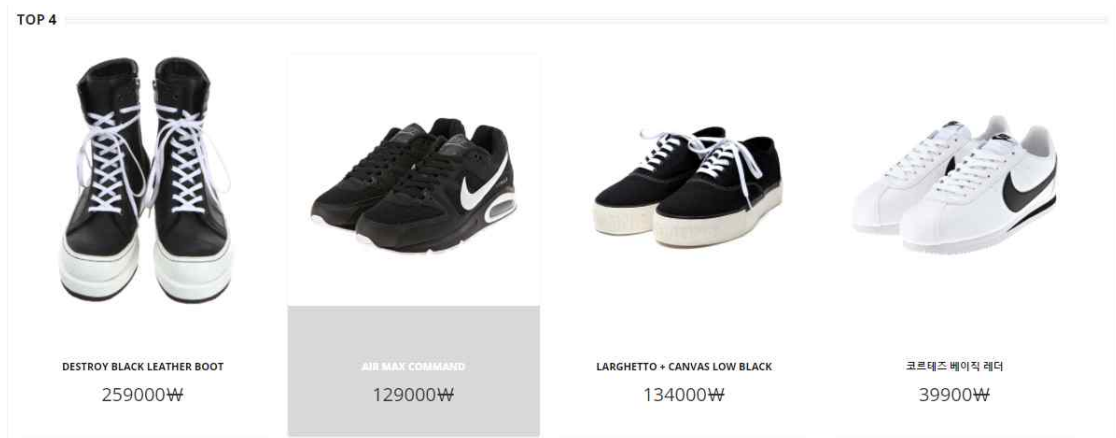 TOP 4
DESTROY BLACK LEATHER BOOT
259000₩
AIR MAX COMMAND
129000₩
LARGHETTO + CANVAS LOW BLACK
134000₩
코르테즈 베이직 레더
39900₩